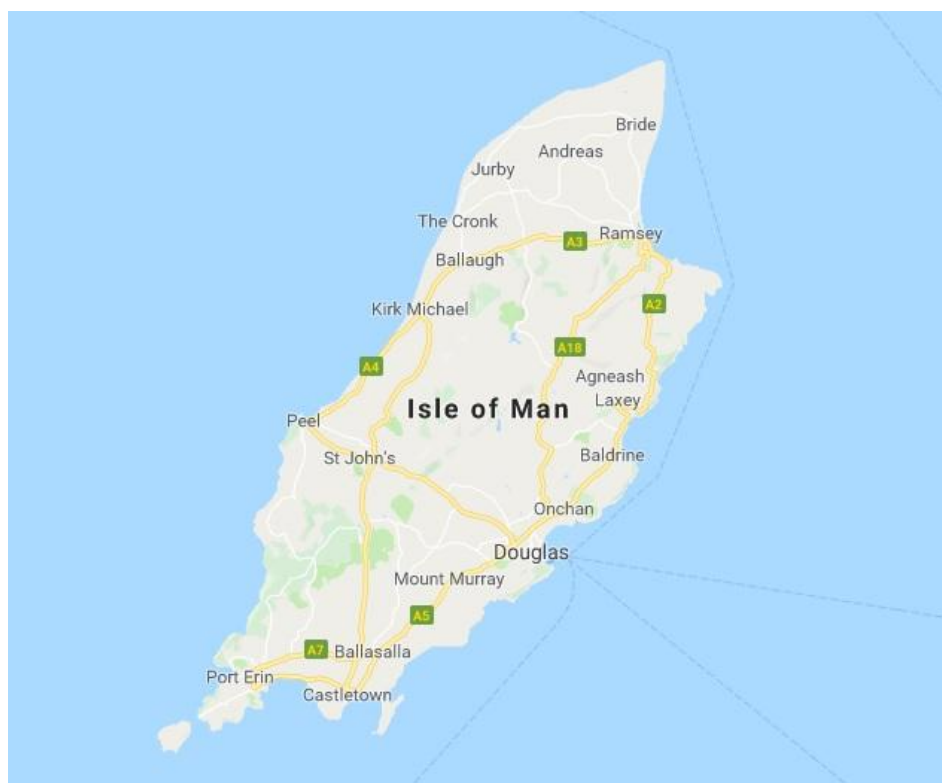 Bride
Andreas
Jurby
The Cronk
Ramsey
A3
Ballaugh
A2
Kirk Michael
A18
A4
Agneash
Laxey
Isle of Man
Peel
Baldrine
St John's
Onchan
Douglas
Mount Murray
A5
A7
Ballasalla
Port Erin
Castletown